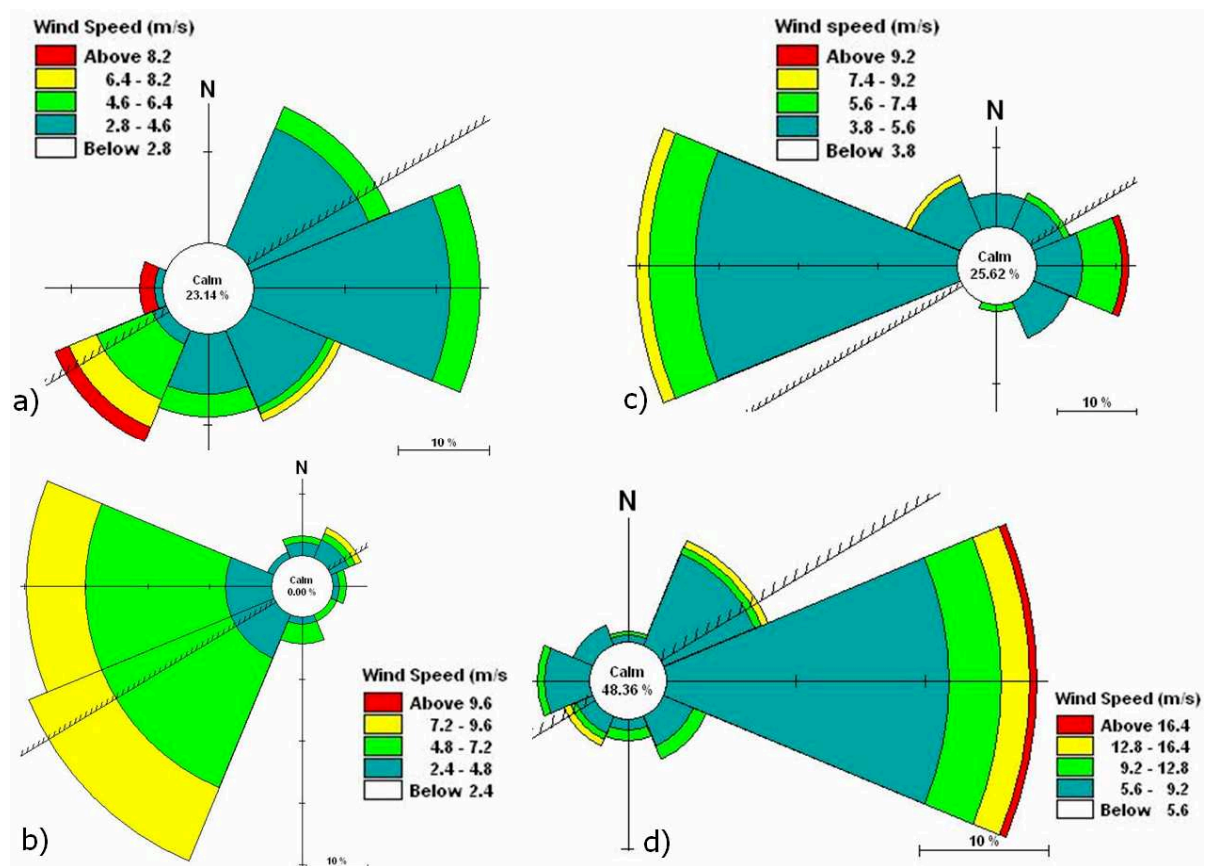 Wind Speed (m/s)
Above 8.2
6.4 - 8.2
4.6 - 6.4
2.8 - 4.6
Below 2.8
N
Calm
23.14 %
a)
10 %
Wind speed (m/s)
Above 9.2
7.4 - 9.2
5.6 - 7.4
3.8 - 5.6
Below 3.8
N
Calm
25.62 %
c)
10 %
N
Calm
0.00 %
Wind Speed (m/s
Above 9.6
7.2 - 9.6
4.8 - 7.2
2.4 - 4.8
Below 2.4
b)
10 %
N
Calm
48.36 %
Wind Speed (m/s)
Above 16.4
12.8 - 16.4
9.2 - 12.8
5.6 - 9.2
Below 5.6
d)
10 %